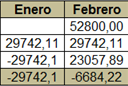 Enero Febrero
52800,00
29742,11 29742,11
-29742,1 23057,89
-29742,1 -6684,22